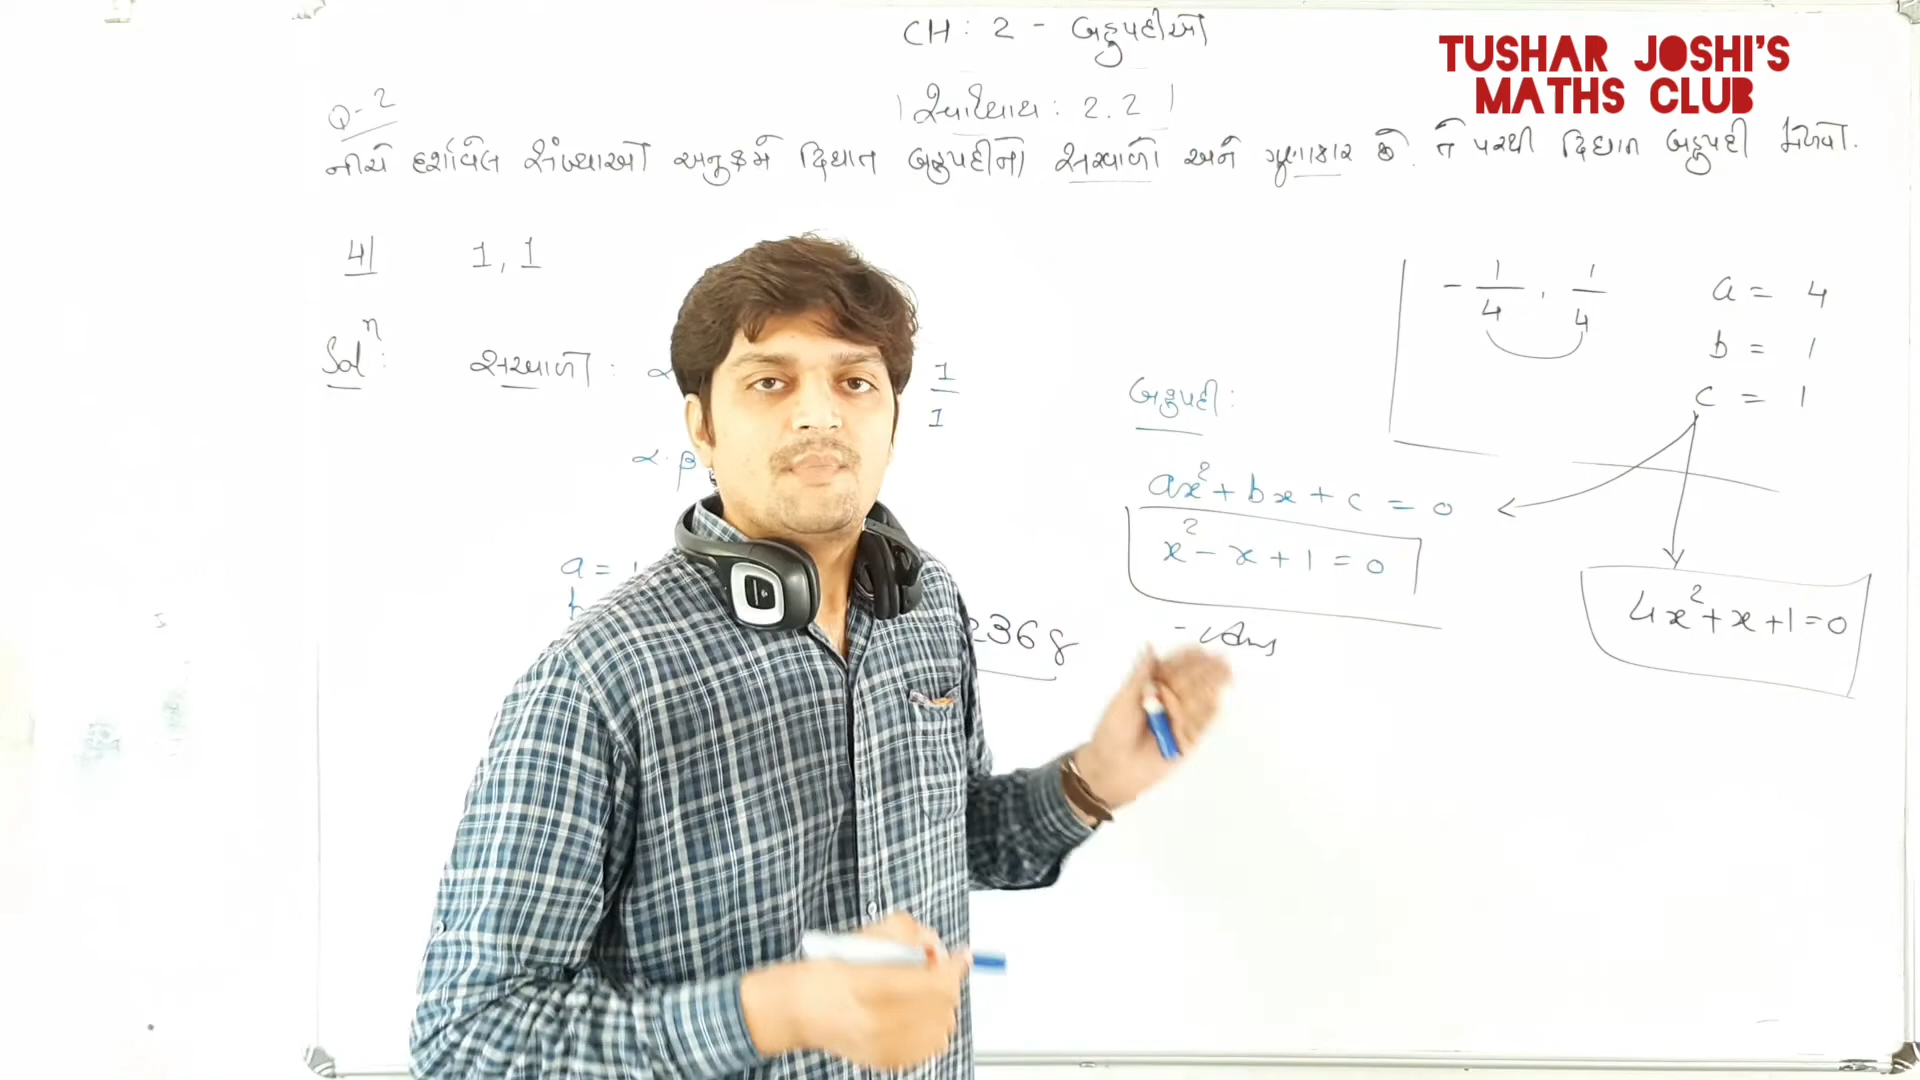 CH: 2 - બહુપદીઓ
TUSHAR JOSHI'S
MATHS CLUB
સ્વાધ્યાય : 2.2
Q-2
નીચે દર્શાવેલ સંખ્યાઓ અનુક્રમે દ્વિઘાત બહુપદીનો સરવાળો અને ગુણાકાર છે. તે પરથી દ્વિઘાત બહુપદી મેળવો.
4| 1, 1
Solⁿ: સરવાળો :
1/1
α·β
a =
બહુપદી :
ax² + bx + c = 0
x² - x + 1 = 0
- Ans
- 1/4 , 1/4
a = 4
b = 1
c = 1
4x² + x + 1 = 0